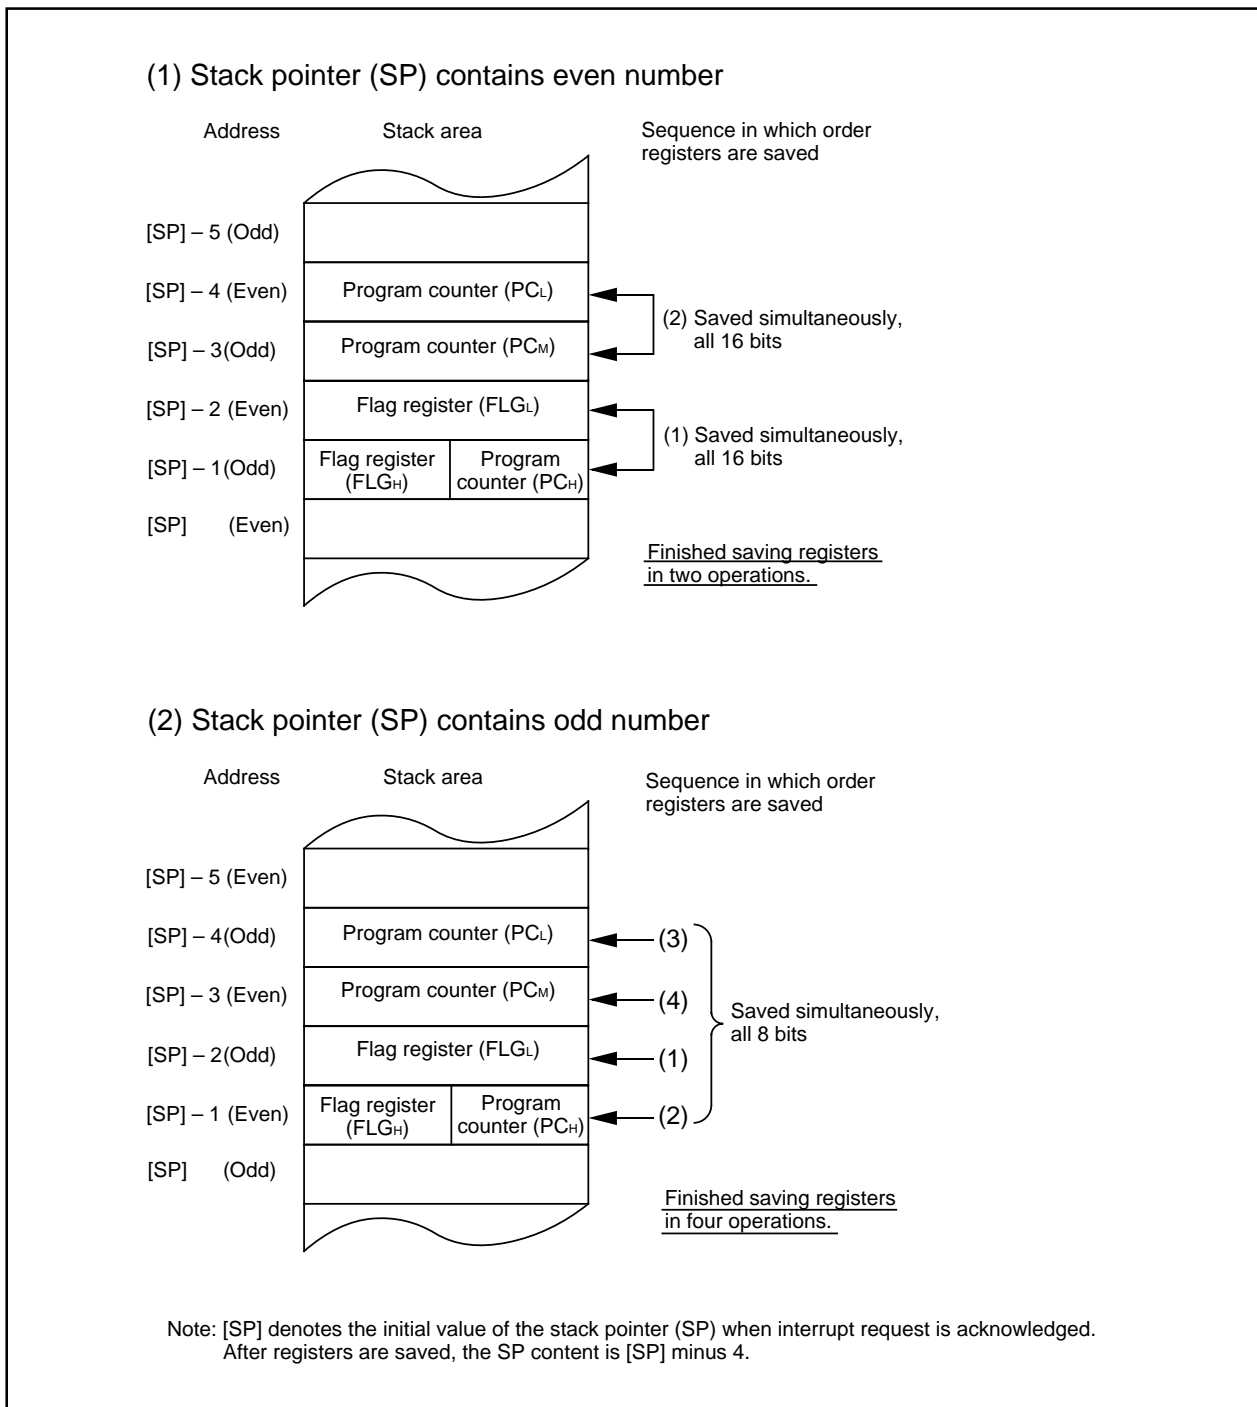 (1) Stack pointer (SP) contains even number
Address
Stack area
Sequence in which order
registers are saved
[SP] – 5 (Odd)
[SP] – 4 (Even)
Program counter (PCL)
[SP] – 3(Odd)
Program counter (PCM)
(2) Saved simultaneously,
all 16 bits
[SP] – 2 (Even)
Flag register (FLGL)
[SP] – 1(Odd)
Flag register
(FLGH)
Program
counter (PCH)
(1) Saved simultaneously,
all 16 bits
[SP] (Even)
Finished saving registers
in two operations.
(2) Stack pointer (SP) contains odd number
Address
Stack area
Sequence in which order
registers are saved
[SP] – 5 (Even)
[SP] – 4(Odd)
Program counter (PCL)
(3)
[SP] – 3 (Even)
Program counter (PCM)
(4)
[SP] – 2(Odd)
Flag register (FLGL)
(1)
[SP] – 1 (Even)
Flag register
(FLGH)
Program
counter (PCH)
(2)
Saved simultaneously,
all 8 bits
[SP] (Odd)
Finished saving registers
in four operations.
Note: [SP] denotes the initial value of the stack pointer (SP) when interrupt request is acknowledged.
After registers are saved, the SP content is [SP] minus 4.